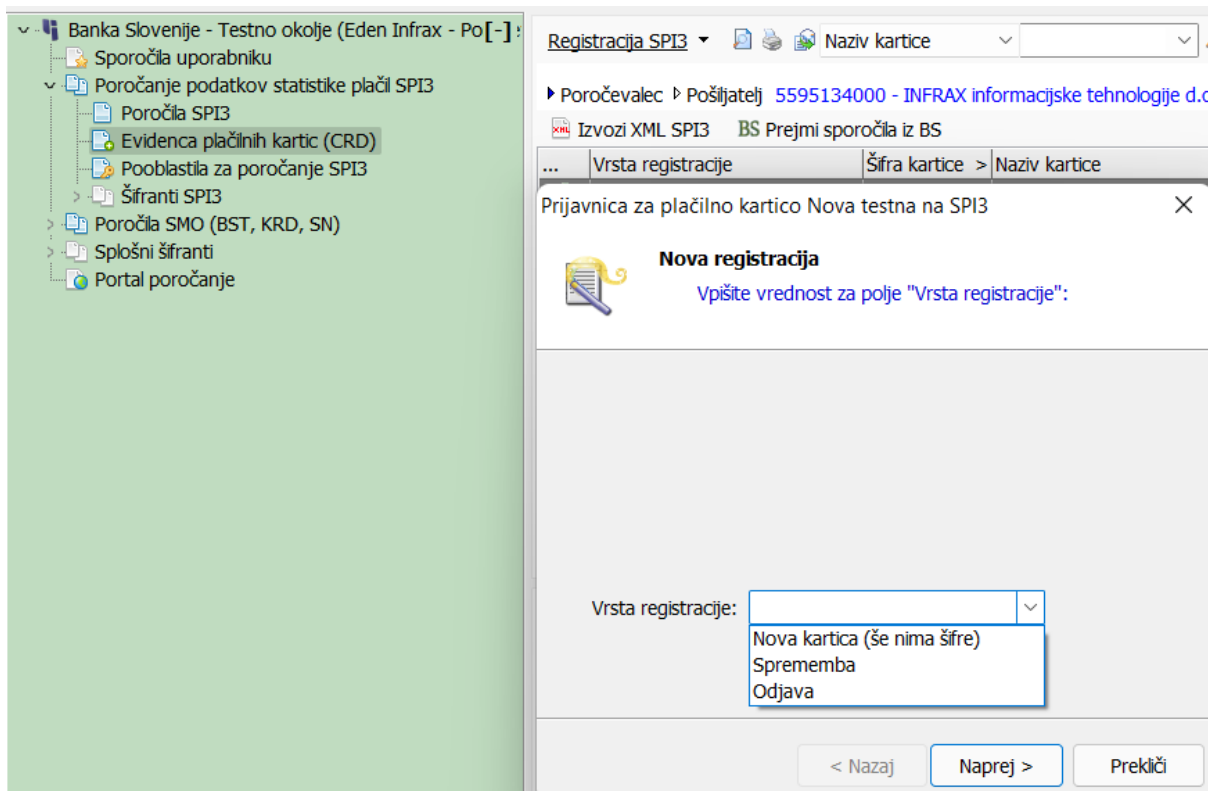 Banka Slovenije - Testno okolje (Eden Infrax - Po[-]
Sporočila uporabniku
Poročanje podatkov statistike plačil SPI3
Poročila SPI3
Evidenca plačilnih kartic (CRD)
Pooblastila za poročanje SPI3
Šifranti SPI3
Poročila SMO (BST, KRD, SN)
Splošni šifranti
Portal poročanje
Registracija SPI3 Naziv kartice
Poročevalec Pošiljatelj 5595134000 - INFRAX informacijske tehnologije d.o
XML Izvozi XML SPI3 BS Prejmi sporočila iz BS
... Vrsta registracije Šifra kartice > Naziv kartice
Prijavnica za plačilno kartico Nova testna na SPI3
Nova registracija
Vpišite vrednost za polje "Vrsta registracije":
Vrsta registracije:
Nova kartica (še nima šifre)
Sprememba
Odjava
< Nazaj Naprej > Prekliči